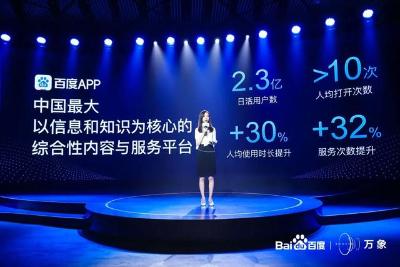 百度APP
中国最大
以信息和知识为核心的
综合性内容与服务平台
2.3亿
日活用户数
>10次
人均打开次数
+30%
人均使用时长提升
+32%
服务次数提升
Bai百度
万象